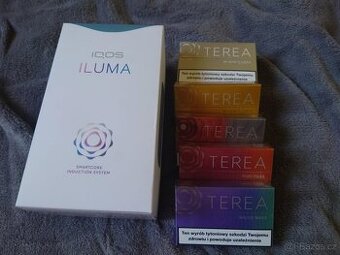 IQOS
ILUMA
SMARTCORE
INDUCTION SYSTEM
TEREA
Ten wyrób tytoniowy szkodzi Twojemu
zdrowiu i powoduje uzależnienie
TEREA
TEREA
TEREA
TEREA
Ten wyrób tytoniowy szkodzi Twojemu
zdrowiu i powoduje uzależnienie